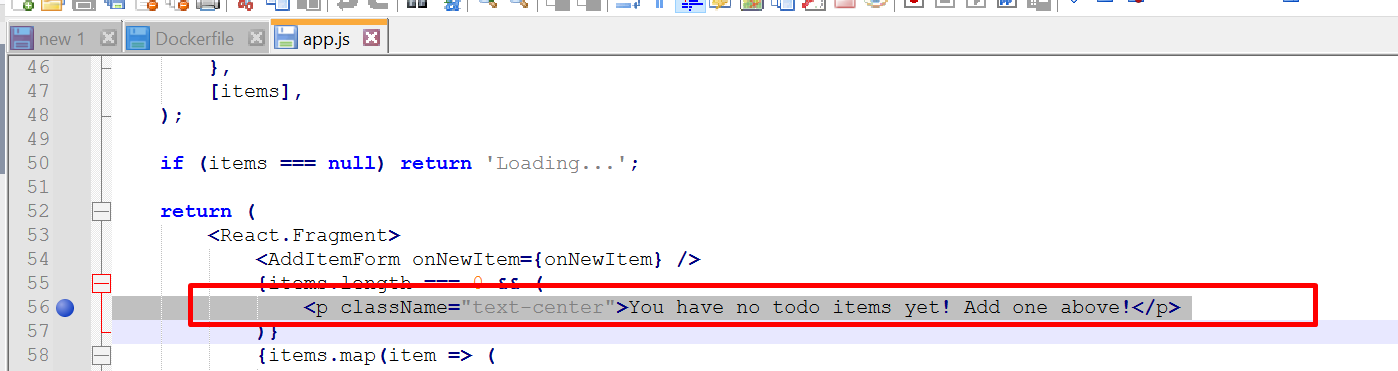 new 1 Dockerfile app.js
46 },
47 [items],
48 );
49
50 if (items === null) return 'Loading...';
51
52 return (
53 <React.Fragment>
54 <AddItemForm onNewItem={onNewItem} />
55 {items.length === 0 && (
56 <p className="text-center">You have no todo items yet! Add one above!</p>
57 )}
58 {items.map(item => (